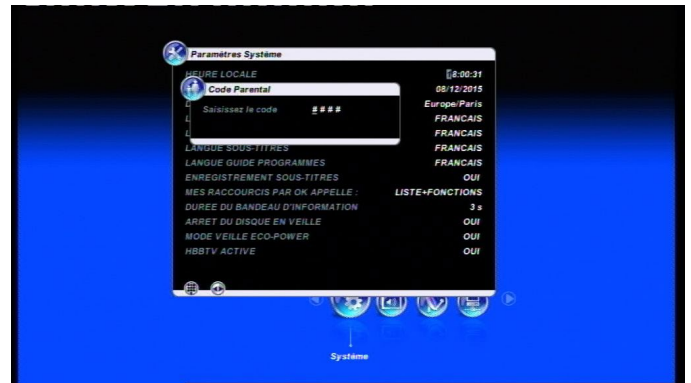 Paramètres Système
HEURE LOCALE 8:00:31
Code Parental 08/12/2015
Europe/Paris
Saisissez le code ####
FRANCAIS
FRANCAIS
LANGUE SOUS-TITRES FRANCAIS
LANGUE GUIDE PROGRAMMES FRANCAIS
ENREGISTREMENT SOUS-TITRES OUI
MES RACCOURCIS PAR OK APPELLE : LISTE+FONCTIONS
DUREE DU BANDEAU D'INFORMATION 3 s
ARRET DU DISQUE EN VEILLE OUI
MODE VEILLE ECO-POWER OUI
HBBTV ACTIVE OUI
Système